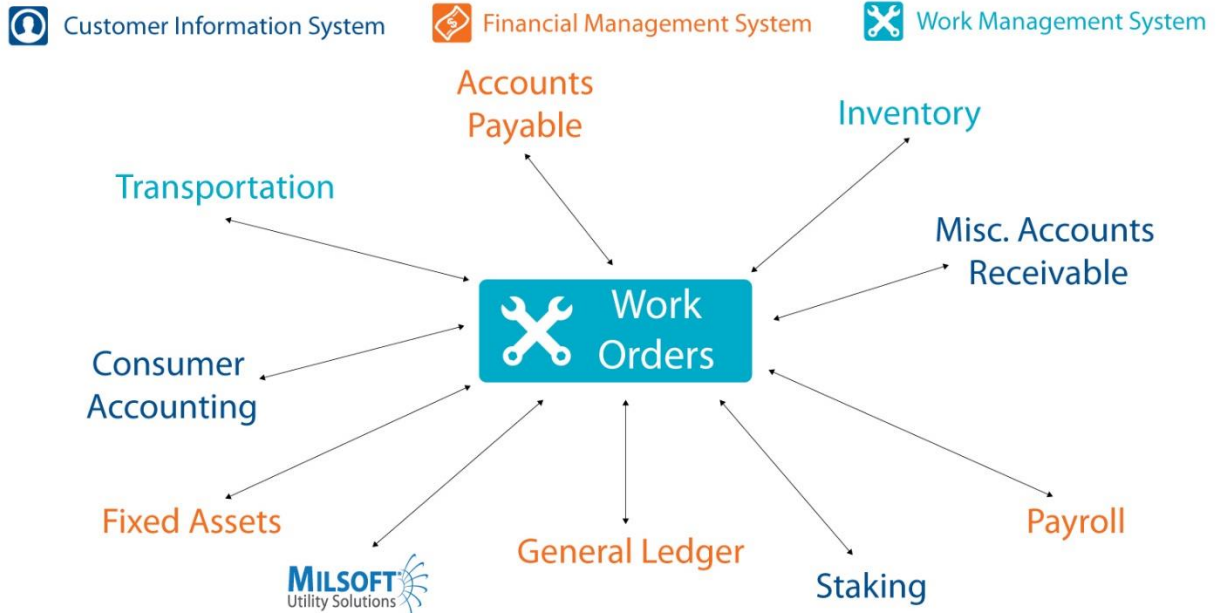 Customer Information System
Financial Management System
Work Management System
Accounts
Payable
Inventory
Transportation
Misc. Accounts
Receivable
Work
Orders
Consumer
Accounting
Fixed Assets
Payroll
General Ledger
MILSOFT
Utility Solutions
Staking